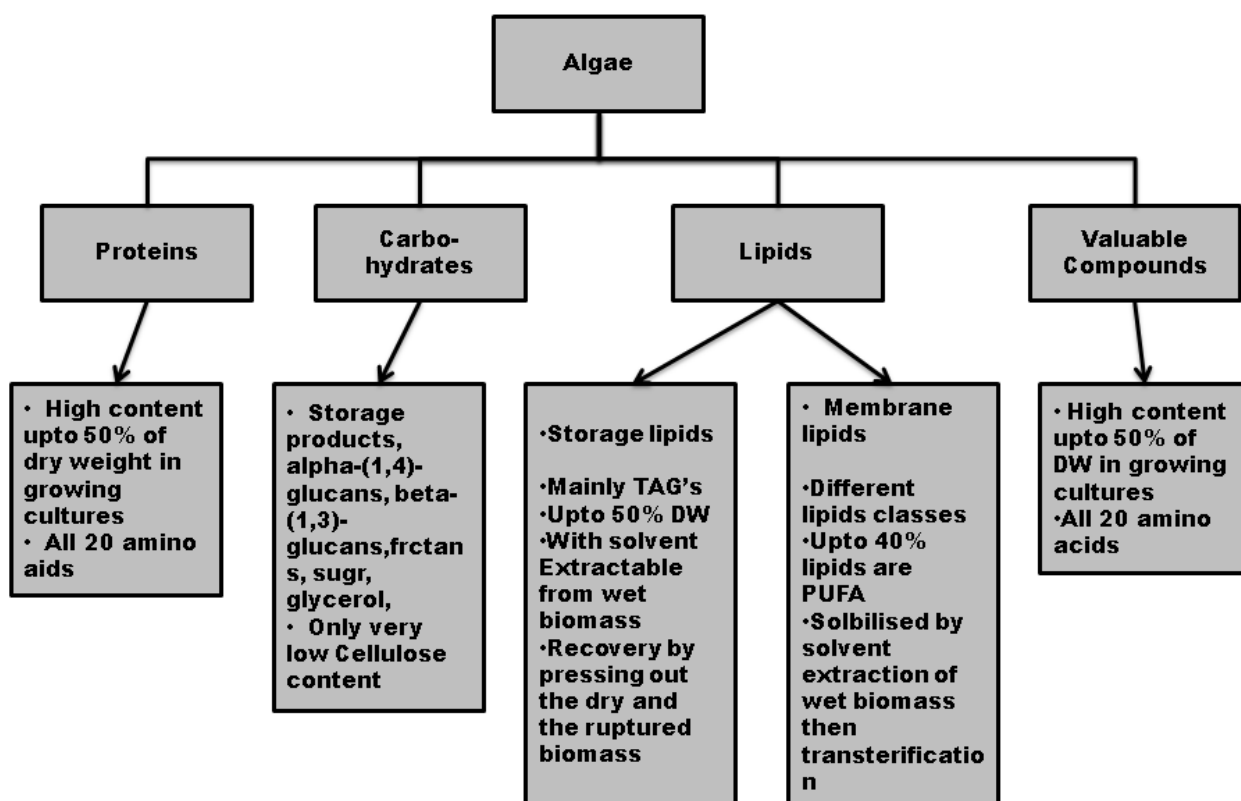 Algae
Proteins
Carbo-
hydrates
Lipids
Valuable
Compounds
• High content
upto 50% of
dry weight in
growing
cultures
• All 20 amino
aids
• Storage
products,
alpha-(1,4)-
glucans, beta-
(1,3)-
glucans,frctan
s, sugr,
glycerol,
• Only very
low Cellulose
content
•Storage lipids
•Mainly TAG's
•Upto 50% DW
•With solvent
Extractable
from wet
biomass
•Recovery by
pressing out
the dry and
the ruptured
biomass
• Membrane
lipids
•Different
lipids classes
•Upto 40%
lipids are
PUFA
•Solbilised by
solvent
extraction of
wet biomass
then
transterificatio
n
• High content
upto 50% of
DW in growing
cultures
•All 20 amino
acids